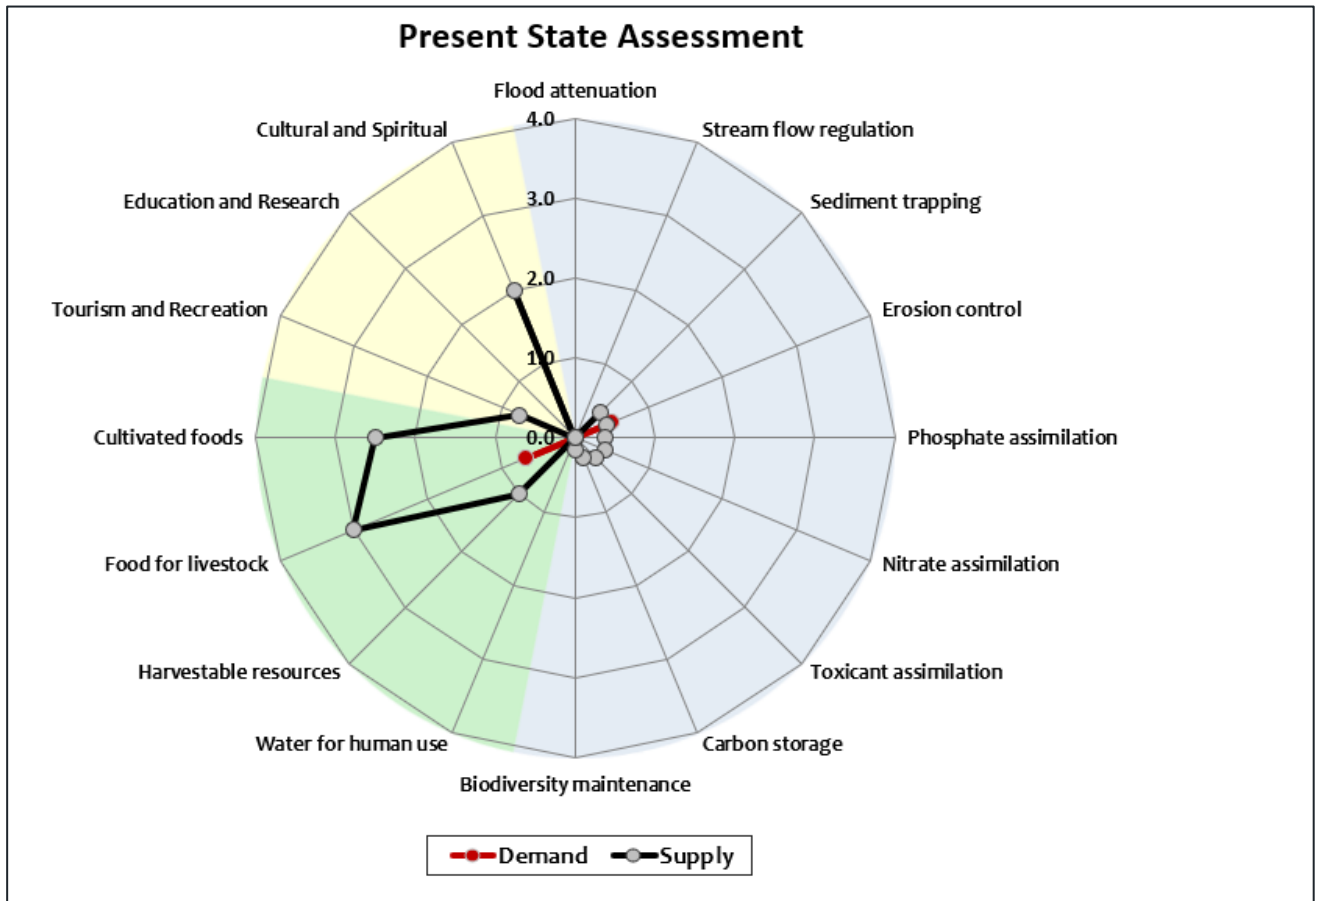 Present State Assessment
Flood attenuation
Stream flow regulation
Sediment trapping
Erosion control
Phosphate assimilation
Nitrate assimilation
Toxicant assimilation
Carbon storage
Biodiversity maintenance
Water for human use
Harvestable resources
Food for livestock
Cultivated foods
Tourism and Recreation
Education and Research
Cultural and Spiritual
4.0
3.0
2.0
1.0
0.0
Demand Supply